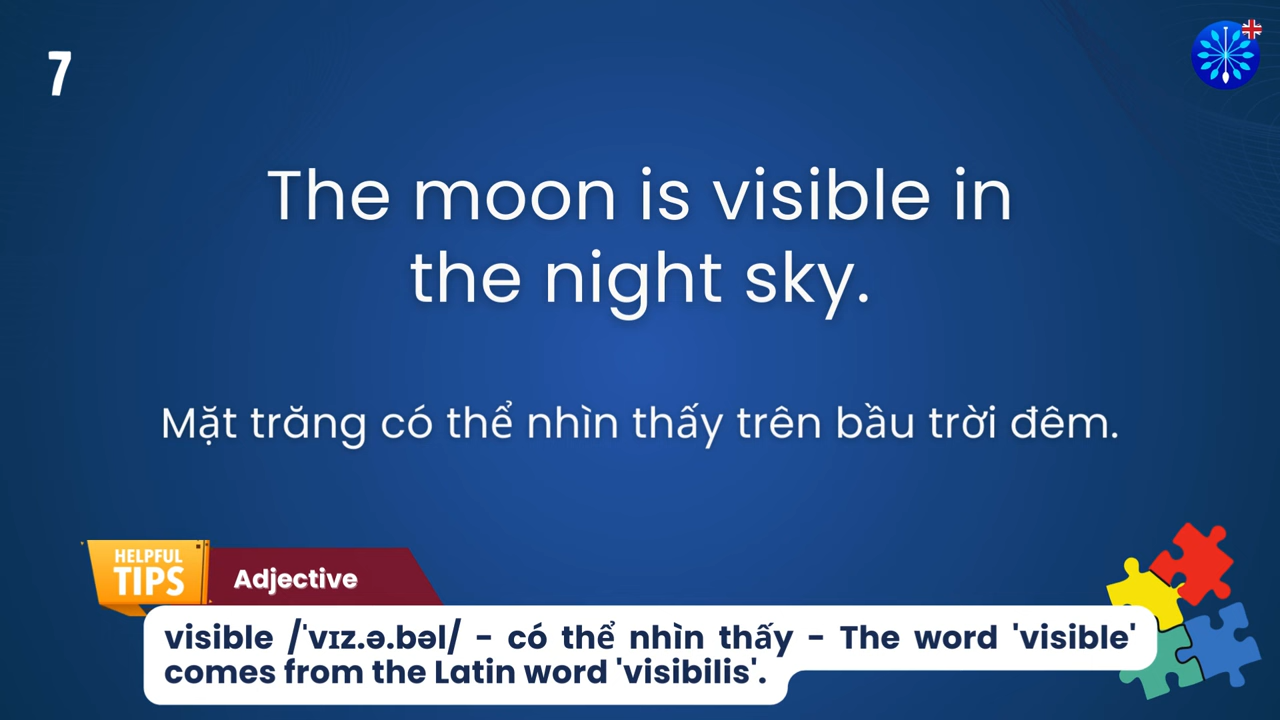 7
The moon is visible in
the night sky.
Mặt trăng có thể nhìn thấy trên bầu trời đêm.
HELPFUL
TIPS
Adjective
visible /ˈvɪz.ə.bəl/ - có thể nhìn thấy - The word 'visible'
comes from the Latin word 'visibilis'.